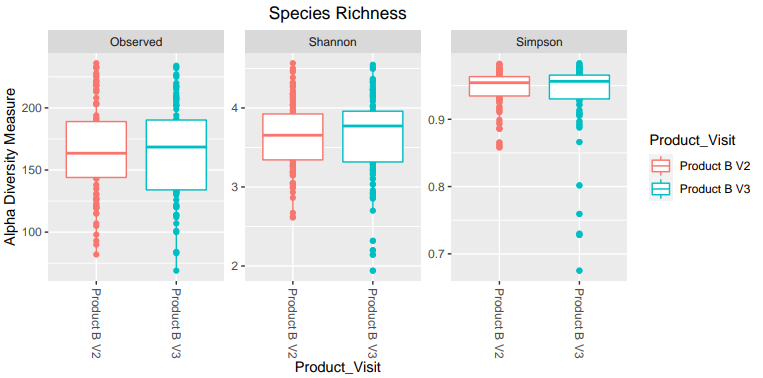 Species Richness
Observed
Shannon
Simpson
Alpha Diversity Measure
200
150
100
4
3
2
0.9
0.8
0.7
Product B V2
Product B V3
Product B V2
Product B V3
Product B V2
Product B V3
Product_Visit
Product_Visit
Product B V2
Product B V3